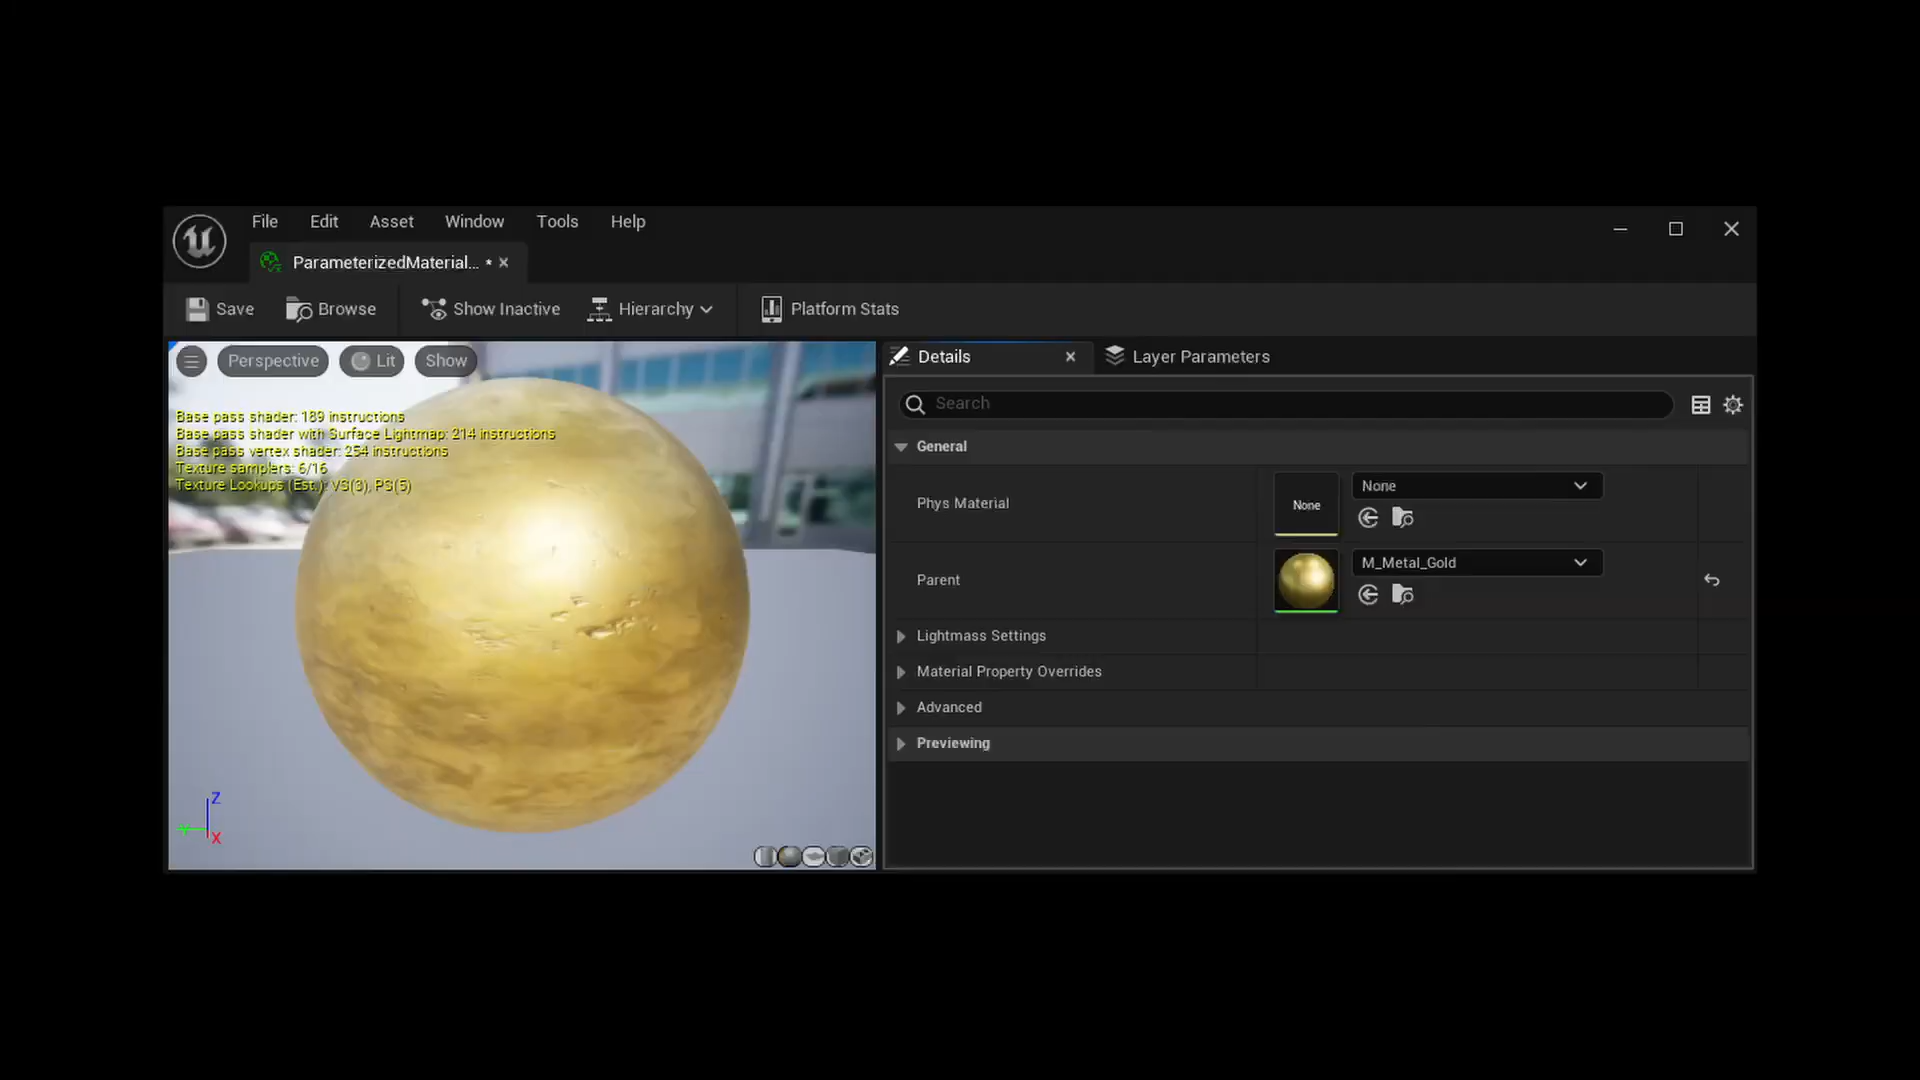 File Edit Asset Window Tools Help
ParameterizedMaterial... *
Save Browse Show Inactive Hierarchy Platform Stats
Perspective Lit Show
Base pass shader: 189 instructions
Base pass shader with Surface Lightmap: 214 instructions
Base pass vertex shader: 254 instructions
Texture samplers: 6/16
Texture Lookups (Est.): VS(3), PS(5)
Z
Y
X
Details Layer Parameters
Search
General
Phys Material None None
Parent M_Metal_Gold
Lightmass Settings
Material Property Overrides
Advanced
Previewing